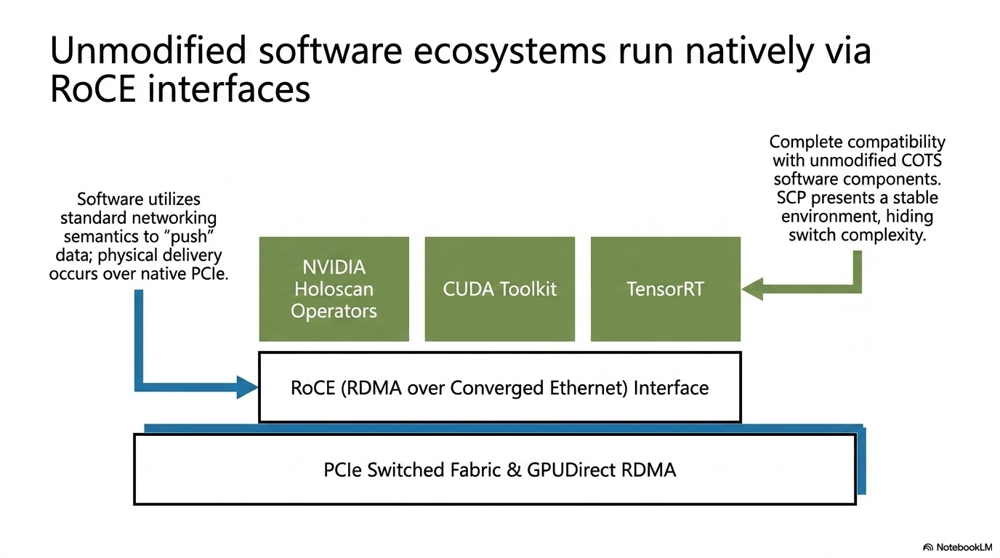 Unmodified software ecosystems run natively via
RoCE interfaces
Complete compatibility
with unmodified COTS
software components.
SCP presents a stable
environment, hiding
switch complexity.
Software utilizes
standard networking
semantics to “push”
data; physical delivery
occurs over native PCIe.
NVIDIA
Holoscan
Operators
CUDA Toolkit
TensorRT
RoCE (RDMA over Converged Ethernet) Interface
PCIe Switched Fabric & GPUDirect RDMA
NotebookLM